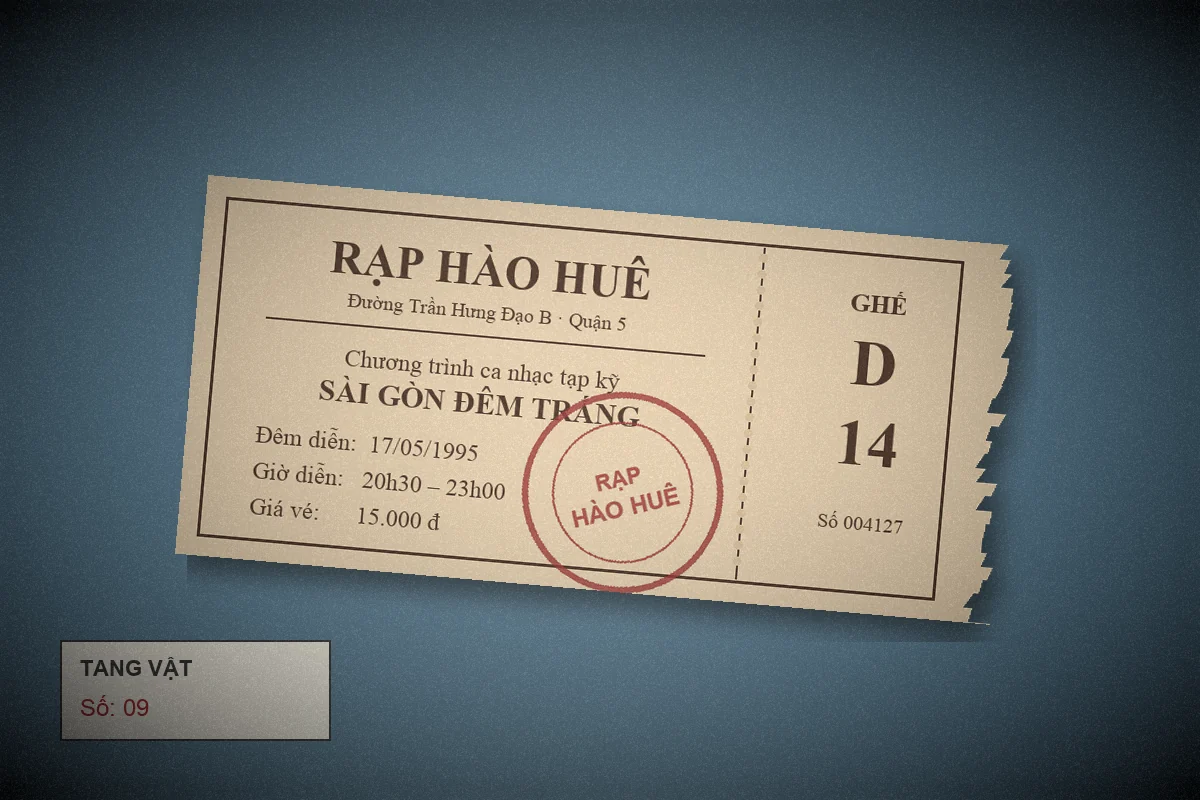 RẠP HÀO HUÊ
Đường Trần Hưng Đạo B · Quận 5
Chương trình ca nhạc tạp kỹ
SÀI GÒN ĐÊM TRẮNG
Đêm diễn: 17/05/1995
Giờ diễn: 20h30 – 23h00
Giá vé: 15.000 đ
RẠP
HÀO HUÊ
GHẾ
D
14
Số 004127
TANG VẬT
Số: 09